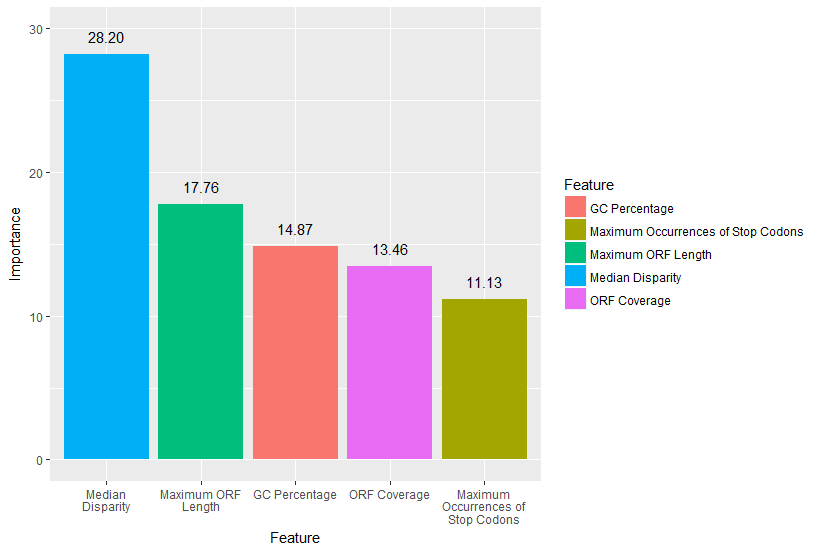 30
20
10
0
Importance
28.20
17.76
14.87
13.46
11.13
Median
Disparity
Maximum ORF
Length
GC Percentage
ORF Coverage
Maximum
Occurrences of
Stop Codons
Feature
Feature
GC Percentage
Maximum Occurrences of Stop Codons
Maximum ORF Length
Median Disparity
ORF Coverage